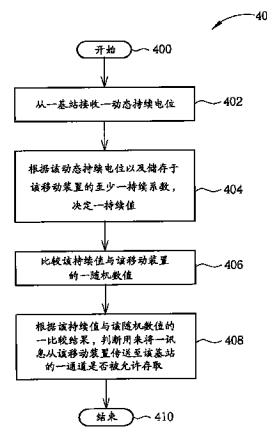 40
开始
400
从一基站接收一动态持续电位
402
根据该动态持续电位以及储存于
该移动装置的至少一持续系数，
决定一持续值
404
比较该持续值与该移动装置
的一随机数值
406
根据该持续值与该随机数值的
一比较结果，判断用来将一讯
息从该移动装置传送至该基站
的一通道是否被允许存取
408
结束
410